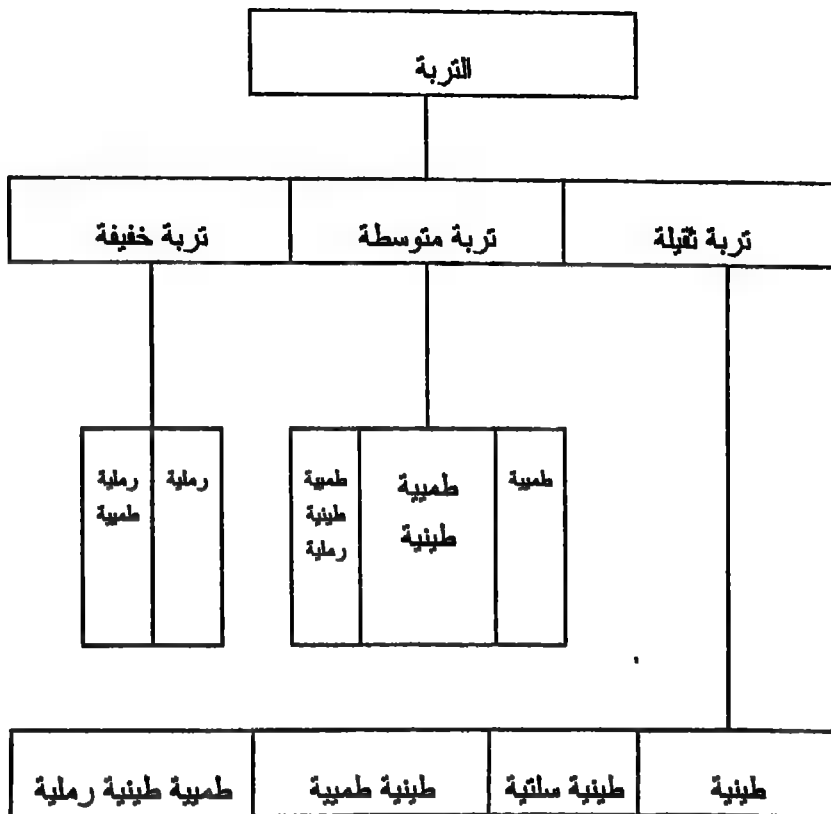 التربة
تربة ثقيلة
تربة متوسطة
تربة خفيفة
طميية
طميية
طينية
طميية
طينية
رملية
رملية
رملية
طميية
طينية
طينية سلتية
طينية طميية
طميية طينية رملية